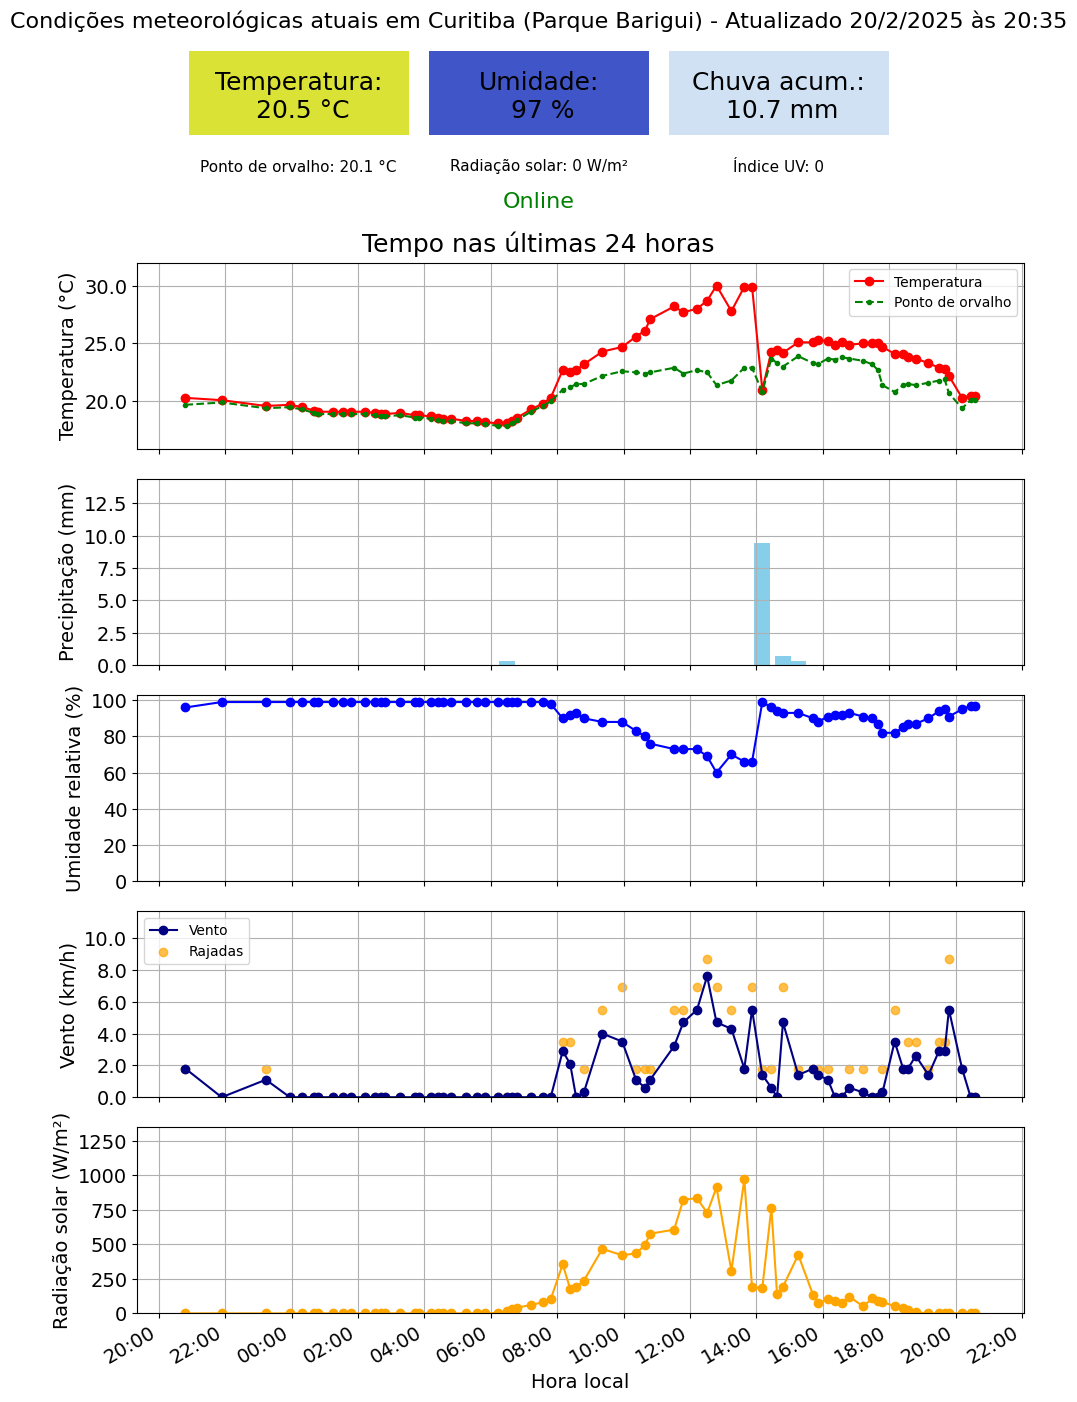 Condições meteorológicas atuais em Curitiba (Parque Barigui) - Atualizado 20/2/2025 às 20:35
Temperatura:
20.5 °C
Umidade:
97 %
Chuva acum.:
10.7 mm
Ponto de orvalho: 20.1 °C
Radiação solar: 0 W/m²
Índice UV: 0
Online
Tempo nas últimas 24 horas
Temperatura (°C)
30.0
25.0
20.0
Temperatura
Ponto de orvalho
Precipitação (mm)
12.5
10.0
7.5
5.0
2.5
0.0
Umidade relativa (%)
100
80
60
40
20
0
Vento (km/h)
10.0
8.0
6.0
4.0
2.0
0.0
Vento
Rajadas
Radiação solar (W/m²)
1250
1000
750
500
250
0
20:00
22:00
00:00
02:00
04:00
06:00
08:00
10:00
12:00
14:00
16:00
18:00
20:00
22:00
Hora local